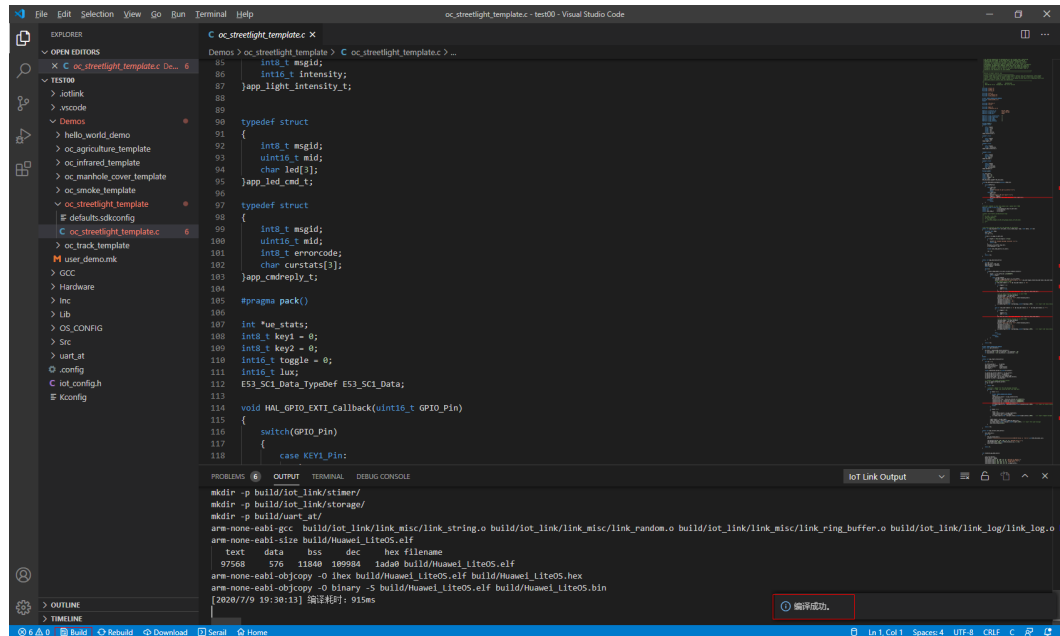 File Edit Selection View Go Run Terminal Help
oc_streetlight_template.c - test00 - Visual Studio Code
EXPLORER
OPEN EDITORS
C oc_streetlight_template.c De... 6
TEST00
.iotlink
.vscode
Demos
hello_world_demo
oc_agriculture_template
oc_infrared_template
oc_manhole_cover_template
oc_smoke_template
oc_streetlight_template
defaults.sdkconfig
C oc_streetlight_template.c 6
oc_track_template
M user_demo.mk
GCC
Hardware
Inc
Lib
OS_CONFIG
Src
uart_at
.config
C iot_config.h
Kconfig
OUTLINE
TIMELINE
C oc_streetlight_template.c
Demos > oc_streetlight_template > C oc_streetlight_template.c > ...
85 int8_t msgid;
86 int16_t intensity;
87 }app_light_intensity_t;
88
89
90 typedef struct
91 {
92 int8_t msgid;
93 uint16_t mid;
94 char led[3];
95 }app_led_cmd_t;
96
97 typedef struct
98 {
99 int8_t msgid;
100 uint16_t mid;
101 int8_t errorcode;
102 char curstats[3];
103 }app_cmdreply_t;
104
105 #pragma pack()
106
107 int *ue_stats;
108 int8_t key1 = 0;
109 int8_t key2 = 0;
110 int16_t toggle = 0;
111 int16_t lux;
112 E53_SC1_Data_TypeDef E53_SC1_Data;
113
114 void HAL_GPIO_EXTI_Callback(uint16_t GPIO_Pin)
115 {
116 switch(GPIO_Pin)
117 {
118 case KEY1_Pin:
PROBLEMS 6 OUTPUT TERMINAL DEBUG CONSOLE
IoT Link Output
mkdir -p build/iot_link/stimer/
mkdir -p build/iot_link/storage/
mkdir -p build/uart_at/
arm-none-eabi-gcc build/iot_link/link_misc/link_string.o build/iot_link/link_misc/link_random.o build/iot_link/link_misc/link_ring_buffer.o build/iot_link/link_log/link_log.o
arm-none-eabi-size build/Huawei_LiteOS.elf
text data bss dec hex filename
97568 576 11840 109984 1ada0 build/Huawei_LiteOS.elf
arm-none-eabi-objcopy -O ihex build/Huawei_LiteOS.elf build/Huawei_LiteOS.hex
arm-none-eabi-objcopy -O binary -S build/Huawei_LiteOS.elf build/Huawei_LiteOS.bin
[2020/7/9 19:30:13] 编译耗时: 915ms
编译成功。
6 0 Build Rebuild Download Serail Home
Ln 1, Col 1 Spaces: 4 UTF-8 CRLF C